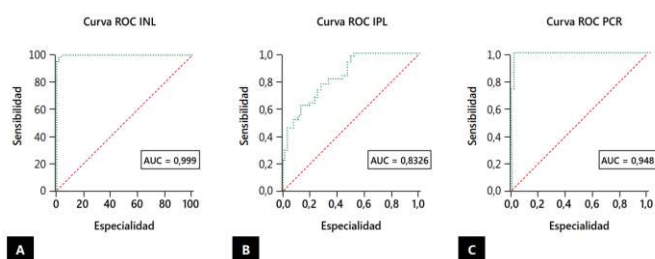 Curva ROC INL
Sensibilidad
100
80
60
40
20
0
0 20 40 60 80 100
AUC = 0,999
Especialidad
A
Curva ROC IPL
Sensibilidad
1,0
0,8
0,6
0,4
0,2
0,0
0,0 0,2 0,4 0,6 0,8 1,0
AUC = 0,8326
Especialidad
B
Curva ROC PCR
Sensibilidad
1,0
0,8
0,6
0,4
0,2
0,0
0,0 0,2 0,4 0,6 0,8 1,0
AUC = 0,948
Especialidad
C